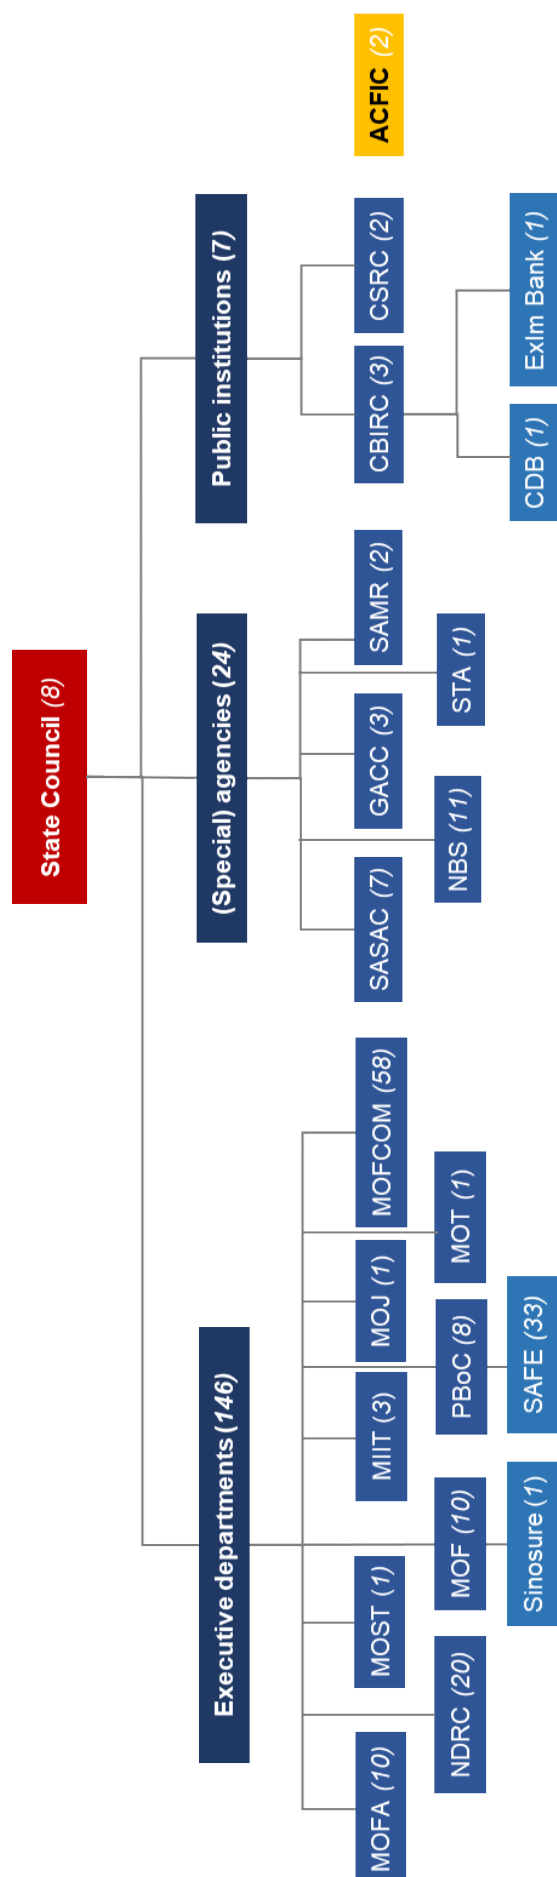 State Council (8)
Executive departments (146)
(Special) agencies (24)
Public institutions (7)
MOFA (10)
MOST (1)
MIIT (3)
MOJ (1)
MOFCOM (58)
SASAC (7)
GACC (3)
SAMR (2)
CBIRC (3)
CSRC (2)
ACFIC (2)
NDRC (20)
MOF (10)
PBoC (8)
MOT (1)
NBS (11)
STA (1)
Sinosure (1)
SAFE (33)
CDB (1)
ExIm Bank (1)